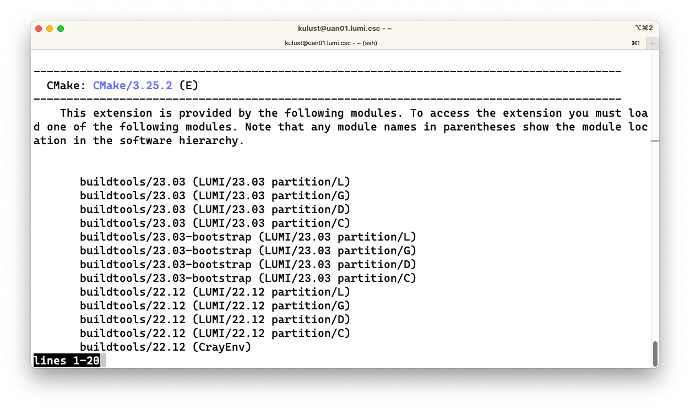 kulust@uan01.lumi.csc - ~
⌥⌘2
kulust@uan01.lumi.csc - ~ (ssh)
⌘1
+
--------------------------------------------------------------------------------
CMake: CMake/3.25.2 (E)
--------------------------------------------------------------------------------
This extension is provided by the following modules. To access the extension you must loa
d one of the following modules. Note that any module names in parentheses show the module loc
ation in the software hierarchy.
buildtools/23.03 (LUMI/23.03 partition/L)
buildtools/23.03 (LUMI/23.03 partition/G)
buildtools/23.03 (LUMI/23.03 partition/D)
buildtools/23.03 (LUMI/23.03 partition/C)
buildtools/23.03-bootstrap (LUMI/23.03 partition/L)
buildtools/23.03-bootstrap (LUMI/23.03 partition/G)
buildtools/23.03-bootstrap (LUMI/23.03 partition/D)
buildtools/23.03-bootstrap (LUMI/23.03 partition/C)
buildtools/22.12 (LUMI/22.12 partition/L)
buildtools/22.12 (LUMI/22.12 partition/G)
buildtools/22.12 (LUMI/22.12 partition/D)
buildtools/22.12 (LUMI/22.12 partition/C)
buildtools/22.12 (CrayEnv)
lines 1-20